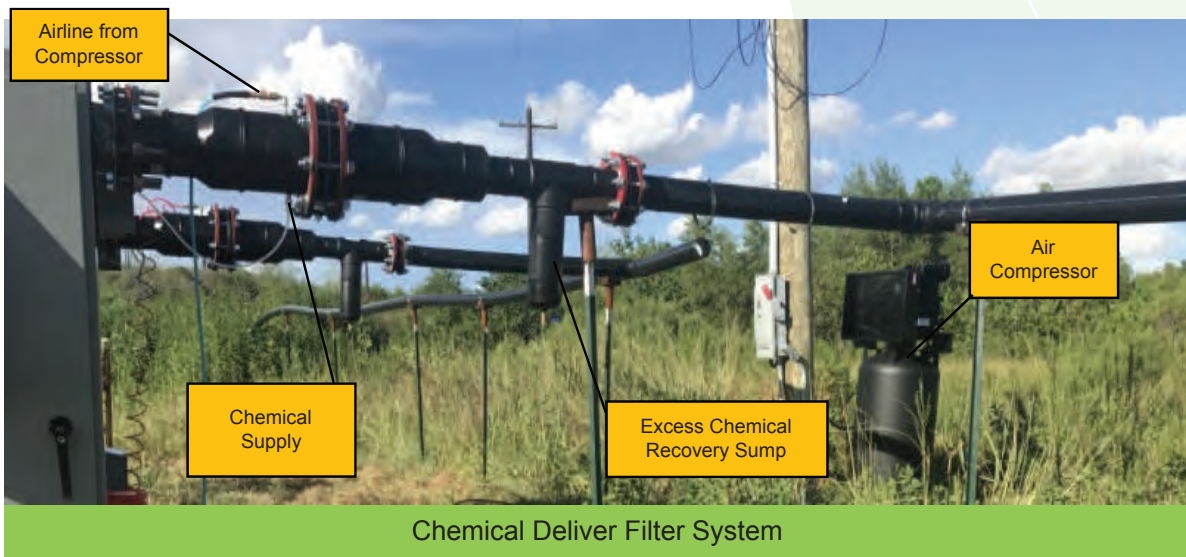 Airline from
Compressor
Air
Compressor
Chemical
Supply
Excess Chemical
Recovery Sump
Chemical Deliver Filter System